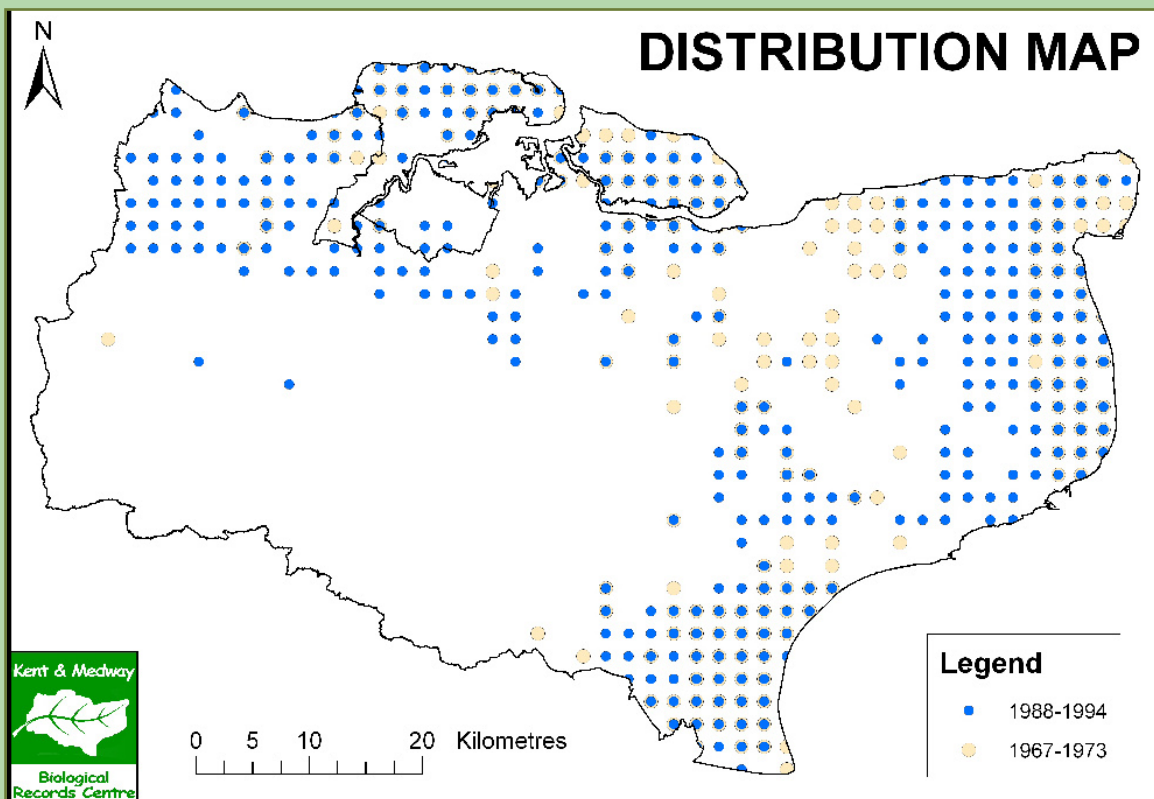 N
DISTRIBUTION MAP
Legend
1988-1994
1967-1973
0 5 10 20 Kilometres
Kent & Medway
Biological
Records Centre